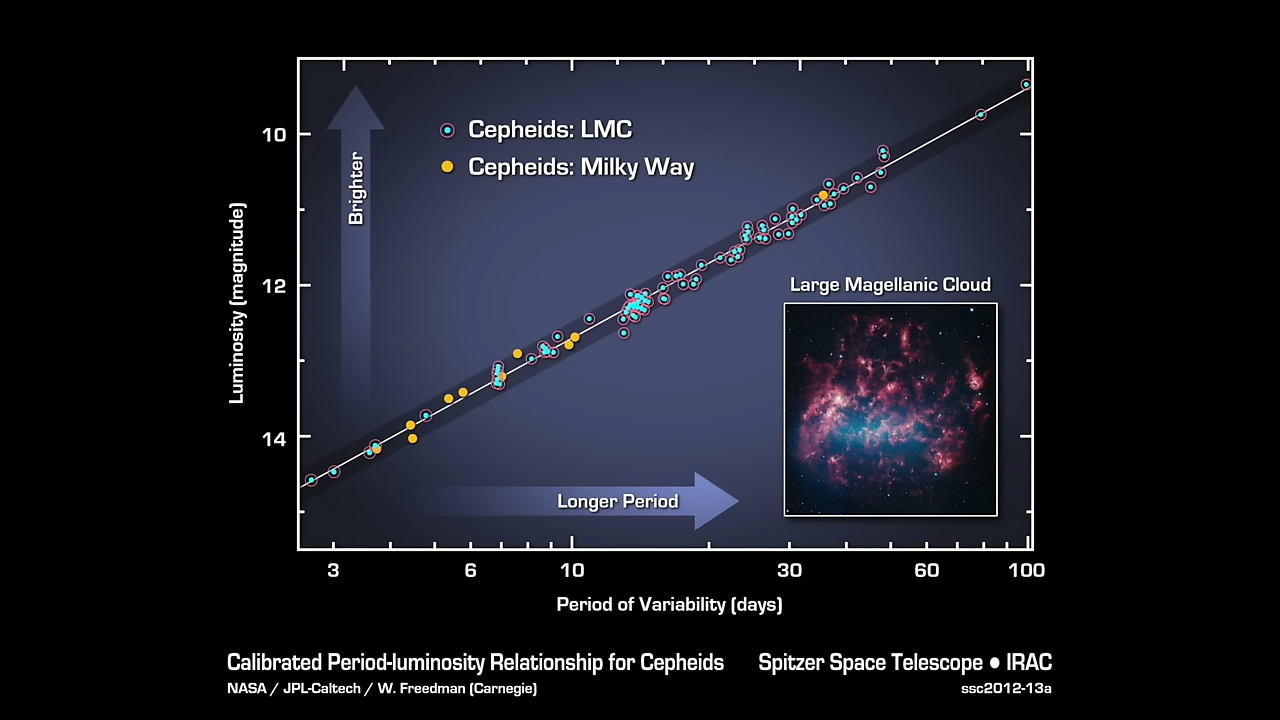 Cepheids: LMC
Cepheids: Milky Way
Brighter
Luminosity (magnitude)
10
12
14
Large Magellanic Cloud
Longer Period
3 6 10 30 60 100
Period of Variability (days)
Calibrated Period-luminosity Relationship for Cepheids
Spitzer Space Telescope ● IRAC
NASA / JPL-Caltech / W. Freedman (Carnegie)
ssc2012-13a